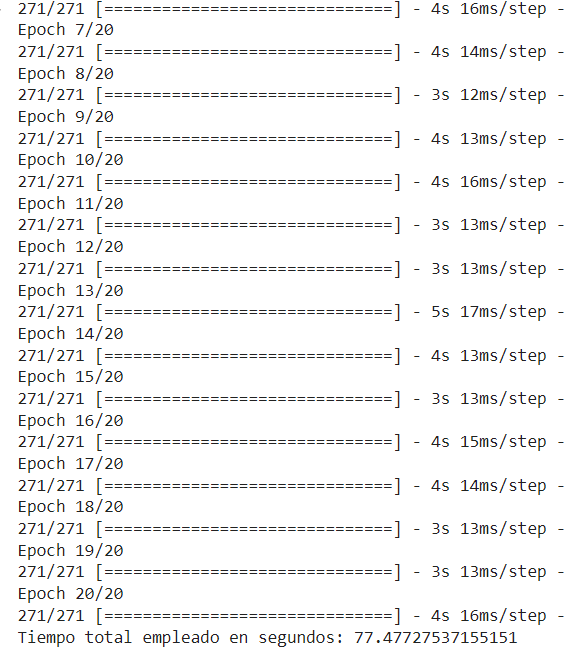 271/271 [==============================] - 4s 16ms/step -
Epoch 7/20
271/271 [==============================] - 4s 14ms/step -
Epoch 8/20
271/271 [==============================] - 3s 12ms/step -
Epoch 9/20
271/271 [==============================] - 4s 13ms/step -
Epoch 10/20
271/271 [==============================] - 4s 16ms/step -
Epoch 11/20
271/271 [==============================] - 3s 13ms/step -
Epoch 12/20
271/271 [==============================] - 3s 13ms/step -
Epoch 13/20
271/271 [==============================] - 5s 17ms/step -
Epoch 14/20
271/271 [==============================] - 4s 13ms/step -
Epoch 15/20
271/271 [==============================] - 3s 13ms/step -
Epoch 16/20
271/271 [==============================] - 4s 15ms/step -
Epoch 17/20
271/271 [==============================] - 4s 14ms/step -
Epoch 18/20
271/271 [==============================] - 3s 13ms/step -
Epoch 19/20
271/271 [==============================] - 3s 13ms/step -
Epoch 20/20
271/271 [==============================] - 4s 16ms/step -
Tiempo total empleado en segundos: 77.47727537155151